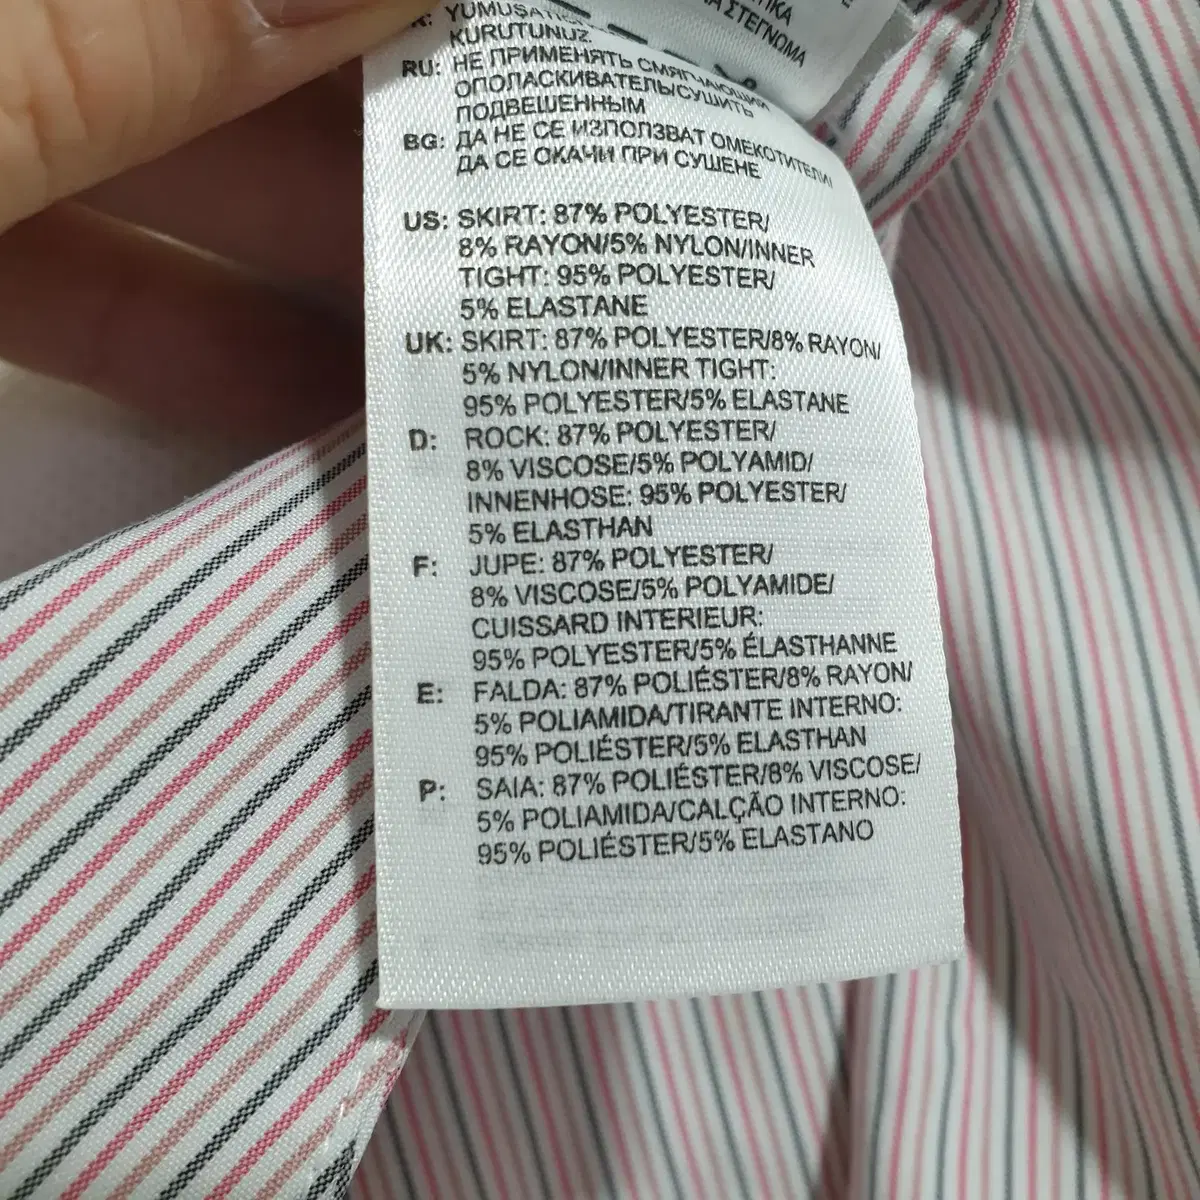 YUMUŞATICI
KURUTUNUZ.
ΣΤΕΓΝΩΜΑ
RU: НЕ ПРИМЕНЯТЬ СМЯГЧАЮЩИЙ
ОПОЛАСКИВАТЕЛЬ/СУШИТЬ
ПОДВЕШЕННЫМ
BG: ДА НЕ СЕ ИЗПОЛЗВАТ ОМЕКОТИТЕЛИ/
ДА СЕ ОКАЧИ ПРИ СУШЕНЕ
US: SKIRT: 87% POLYESTER/
8% RAYON/5% NYLON/INNER
TIGHT: 95% POLYESTER/
5% ELASTANE
UK: SKIRT: 87% POLYESTER/8% RAYON/
5% NYLON/INNER TIGHT:
95% POLYESTER/5% ELASTANE
D: ROCK: 87% POLYESTER/
8% VISCOSE/5% POLYAMID/
INNENHOSE: 95% POLYESTER/
5% ELASTHAN
F: JUPE: 87% POLYESTER/
8% VISCOSE/5% POLYAMIDE/
CUISSARD INTERIEUR:
95% POLYESTER/5% ÉLASTHANNE
E: FALDA: 87% POLIÉSTER/8% RAYON/
5% POLIAMIDA/TIRANTE INTERNO:
95% POLIÉSTER/5% ELASTHAN
P: SAIA: 87% POLIÉSTER/8% VISCOSE/
5% POLIAMIDA/CALÇÃO INTERNO:
95% POLIÉSTER/5% ELASTANO